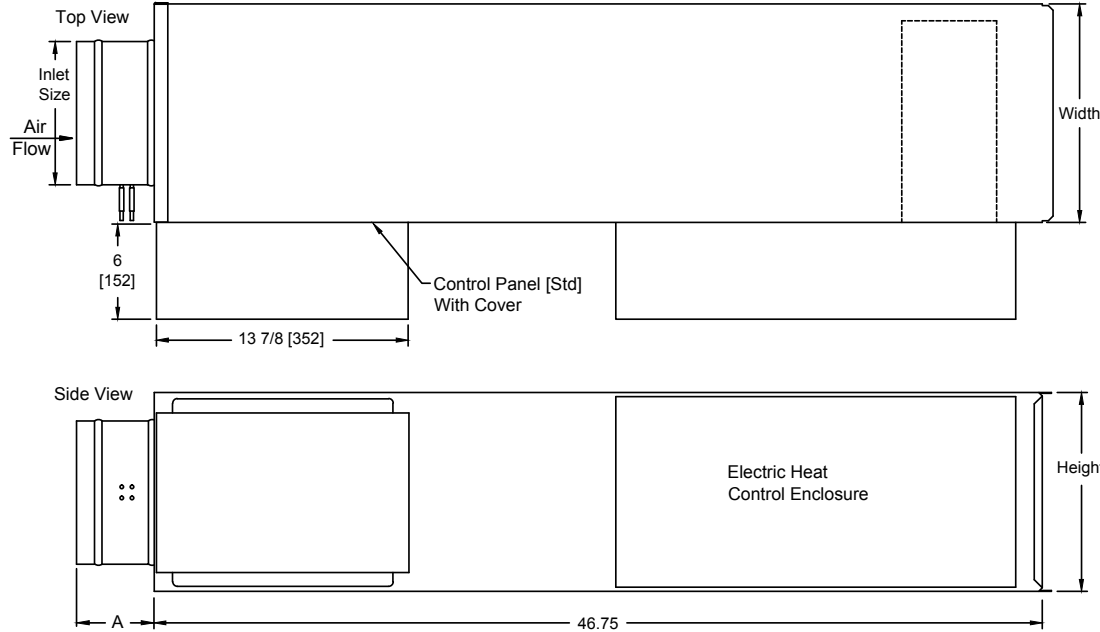 Top View
Inlet
Size
Air
Flow
Width
6
[152]
Control Panel [Std]
With Cover
13 7/8 [352]
Side View
Electric Heat
Control Enclosure
Heigh
A
46.75